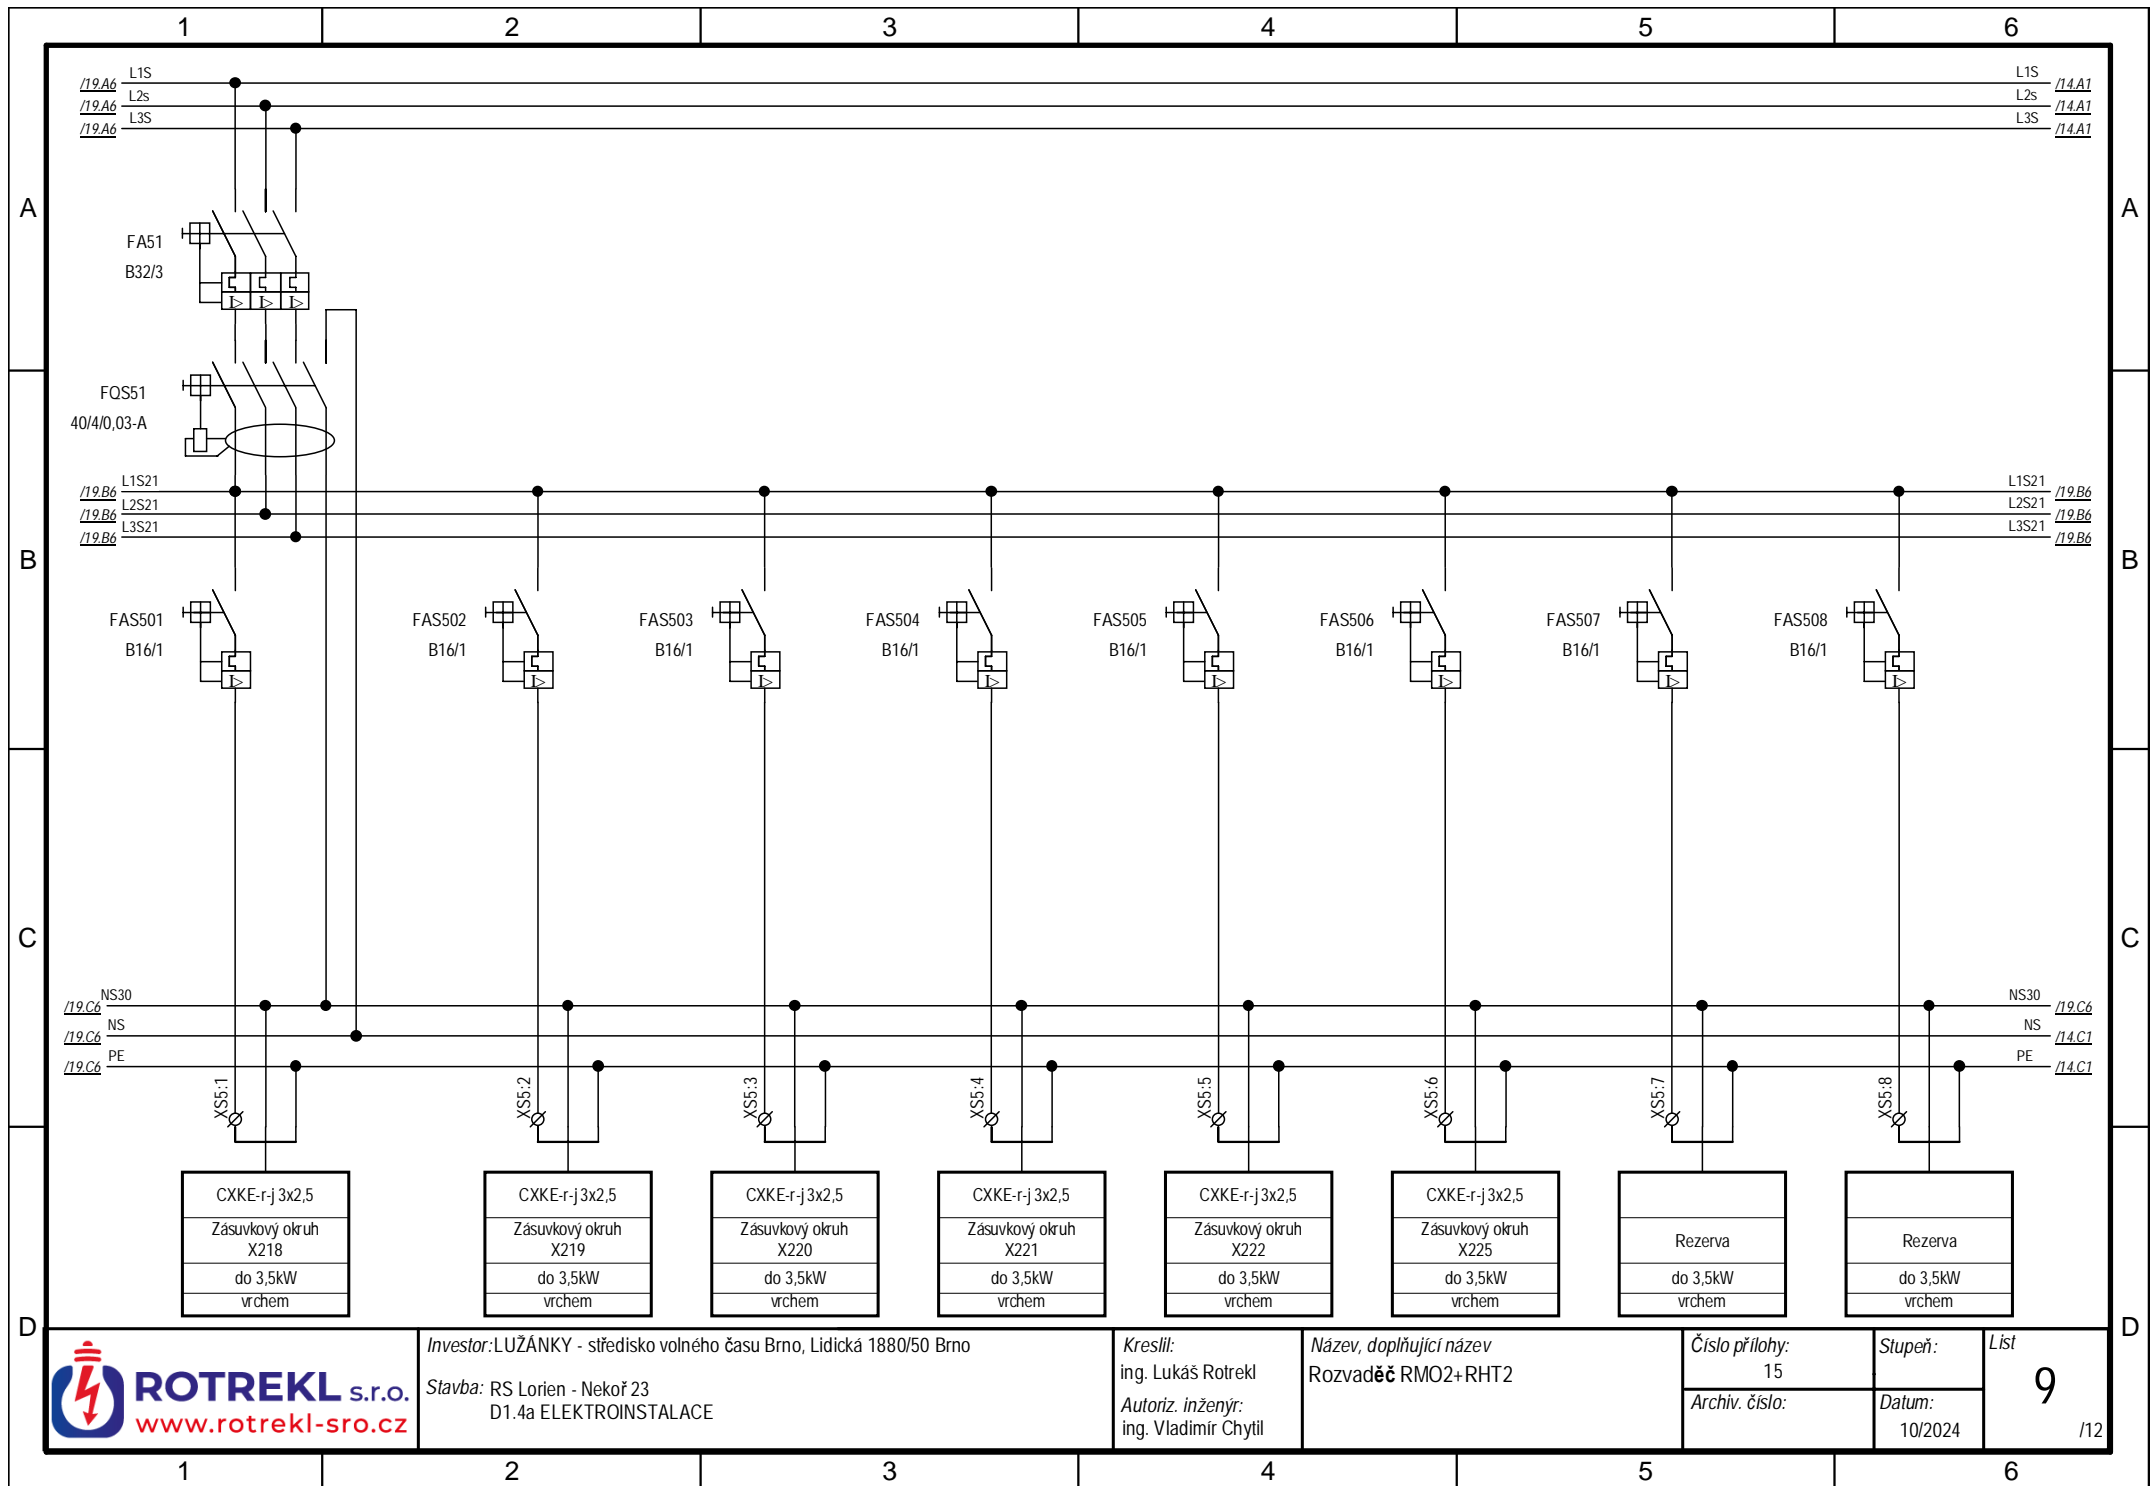 1 2 3 4 5 6
L1S L1S
/19.A6 /14.A1
L2s L2s
/19.A6 /14.A1
L3S L3S
/19.A6 /14.A1
A A
FA51
B32/3
I> I> I>
FQS51
40/4/0,03-A
L1S21 L1S21
/19.B6 /19.B6
L2S21 L2S21
/19.B6 /19.B6
L3S21 L3S21
/19.B6 /19.B6
B B
FAS501 FAS502 FAS503 FAS504 FAS505 FAS506 FAS507 FAS508
B16/1 B16/1 B16/1 B16/1 B16/1 B16/1 B16/1 B16/1
I> I> I> I> I> I> I> I>
C C
NS30 NS30
/19.C6 /19.C6
NS NS
/19.C6 /14.C1
PE PE
/19.C6 /14.C1
XS5:1 XS5:2 XS5:3 XS5:4 XS5:5 XS5:6 XS5:7 XS5:8
CXKE-r-j 3x2,5 CXKE-r-j 3x2,5 CXKE-r-j 3x2,5 CXKE-r-j 3x2,5 CXKE-r-j 3x2,5 CXKE-r-j 3x2,5
Zásuvkový okruh Zásuvkový okruh Zásuvkový okruh Zásuvkový okruh Zásuvkový okruh Zásuvkový okruh
X218 X219 X220 X221 X222 X225 Rezerva Rezerva
do 3,5kW do 3,5kW do 3,5kW do 3,5kW do 3,5kW do 3,5kW do 3,5kW do 3,5kW
vrchem vrchem vrchem vrchem vrchem vrchem vrchem vrchem
D D
ROTREKL s.r.o.
www.rotrekl-sro.cz
Investor:LUŽÁNKY - středisko volného času Brno, Lidická 1880/50 Brno
Stavba: RS Lorien - Nekoř 23
D1.4a ELEKTROINSTALACE
Kreslil:
ing. Lukáš Rotrekl
Autoriz. inženýr:
ing. Vladimír Chytil
Název, doplňující název
Rozvaděč RMO2+RHT2
Číslo přílohy:
15
Archiv. číslo:
Stupeň:
Datum:
10/2024
List
9
/12
1 2 3 4 5 6